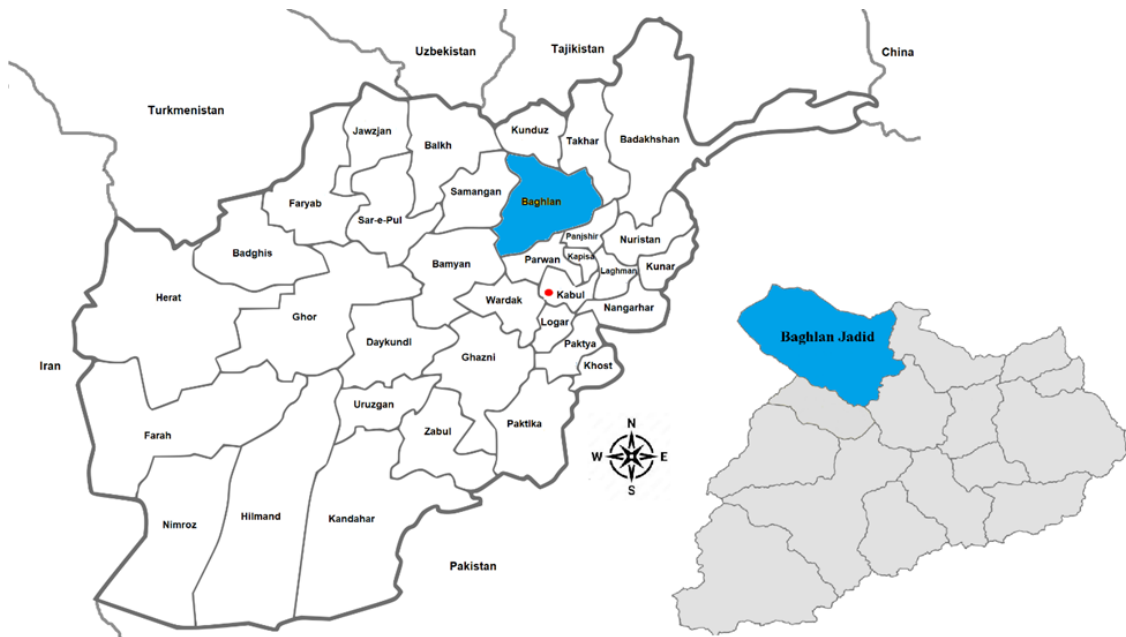 Uzbekistan
Tajikistan
China
Turkmenistan
Jawzjan
Balkh
Kunduz
Takhar
Badakhshan
Samangan
Baghlan
Faryab
Sar-e-Pul
Panjshir
Nuristan
Badghis
Bamyan
Parwan
Kapisa
Laghman
Kunar
Herat
Wardak
Kabul
Nangarhar
Ghor
Logar
Daykundi
Ghazni
Paktya
Khost
Iran
Uruzgan
Paktika
Farah
Zabul
Nimroz
Hilmand
Kandahar
Pakistan
N
W E
S
Baghlan Jadid